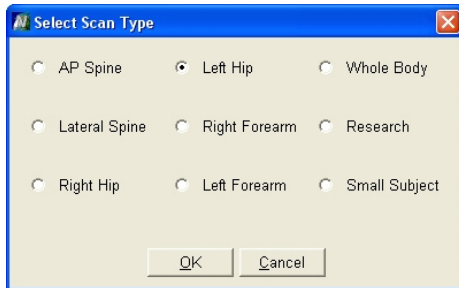 Select Scan Type
AP Spine Left Hip Whole Body
Lateral Spine Right Forearm Research
Right Hip Left Forearm Small Subject
OK Cancel